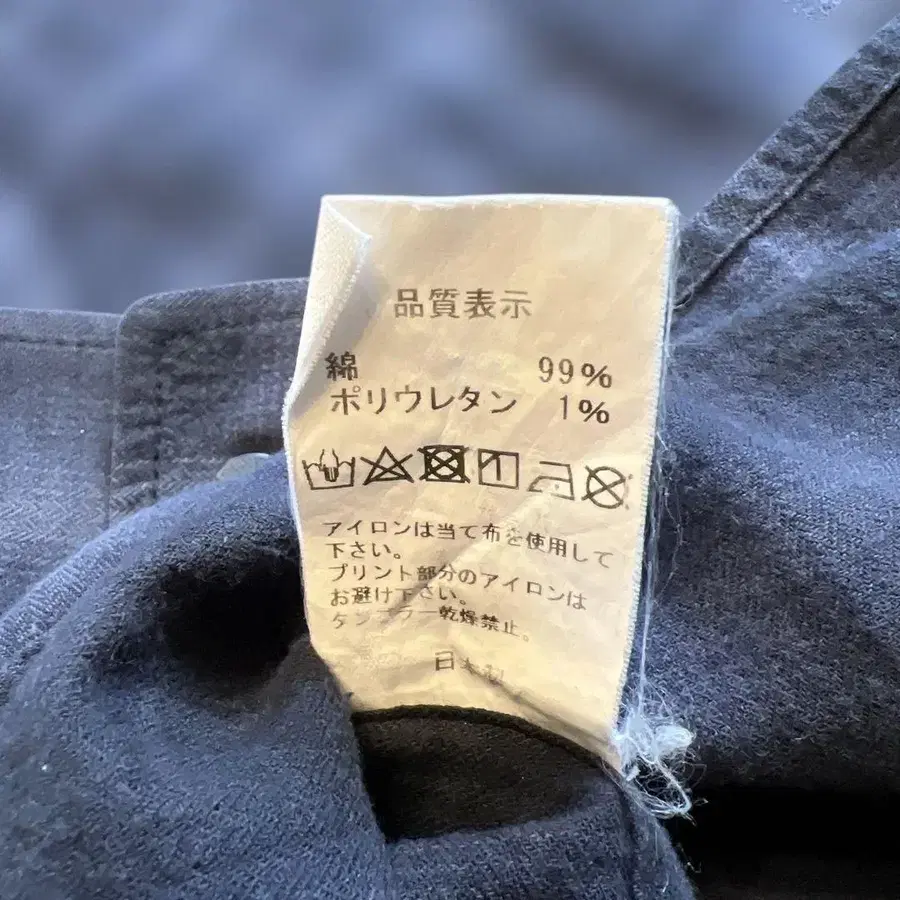 品質表示
綿 99%
ポリウレタン 1%
アイロンは当て布を使用して
下さい。
プリント部分のアイロンは
お避け下さい。
タンブラー乾燥禁止。
日本製